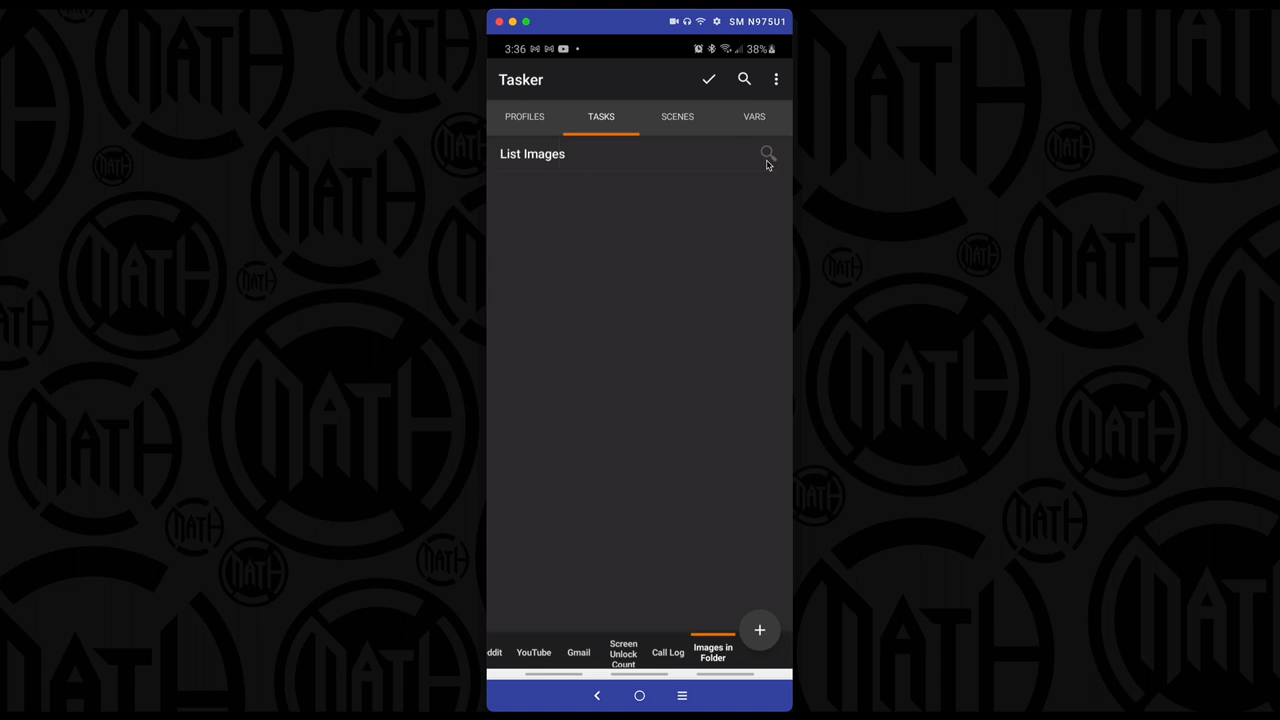 SM N975U1
3:36
38%
Tasker
PROFILES
TASKS
SCENES
VARS
List Images
ddit
YouTube
Gmail
Screen
Unlock
Count
Call Log
Images in
Folder